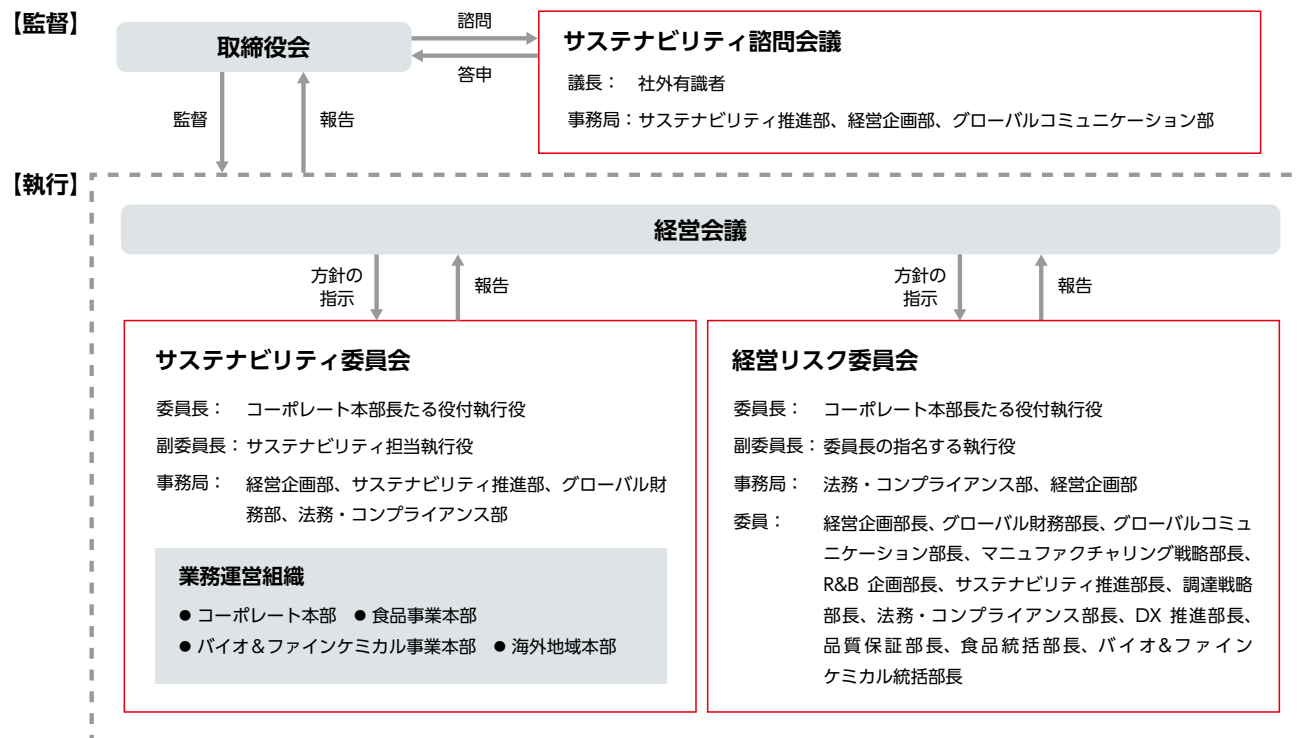 【監督】
取締役会
諮問
答申
サステナビリティ諮問会議
議長： 社外有識者
事務局：サステナビリティ推進部、経営企画部、グローバルコミュニケーション部
監督
報告
【執行】
経営会議
方針の
指示
報告
方針の
指示
報告
サステナビリティ委員会
委員長： コーポレート本部長たる役付執行役
副委員長：サステナビリティ担当執行役
事務局： 経営企画部、サステナビリティ推進部、グローバル財
務部、法務・コンプライアンス部
業務運営組織
● コーポレート本部 ● 食品事業本部
● バイオ＆ファインケミカル事業本部 ● 海外地域本部
経営リスク委員会
委員長： コーポレート本部長たる役付執行役
副委員長：委員長の指名する執行役
事務局： 法務・コンプライアンス部、経営企画部
委員： 経営企画部長、グローバル財務部長、グローバルコミュ
ニケーション部長、マニュファクチャリング戦略部長、
R&B 企画部長、サステナビリティ推進部長、調達戦略
部長、法務・コンプライアンス部長、DX 推進部長、
品質保証部長、食品統括部長、バイオ&ファイン
ケミカル統括部長